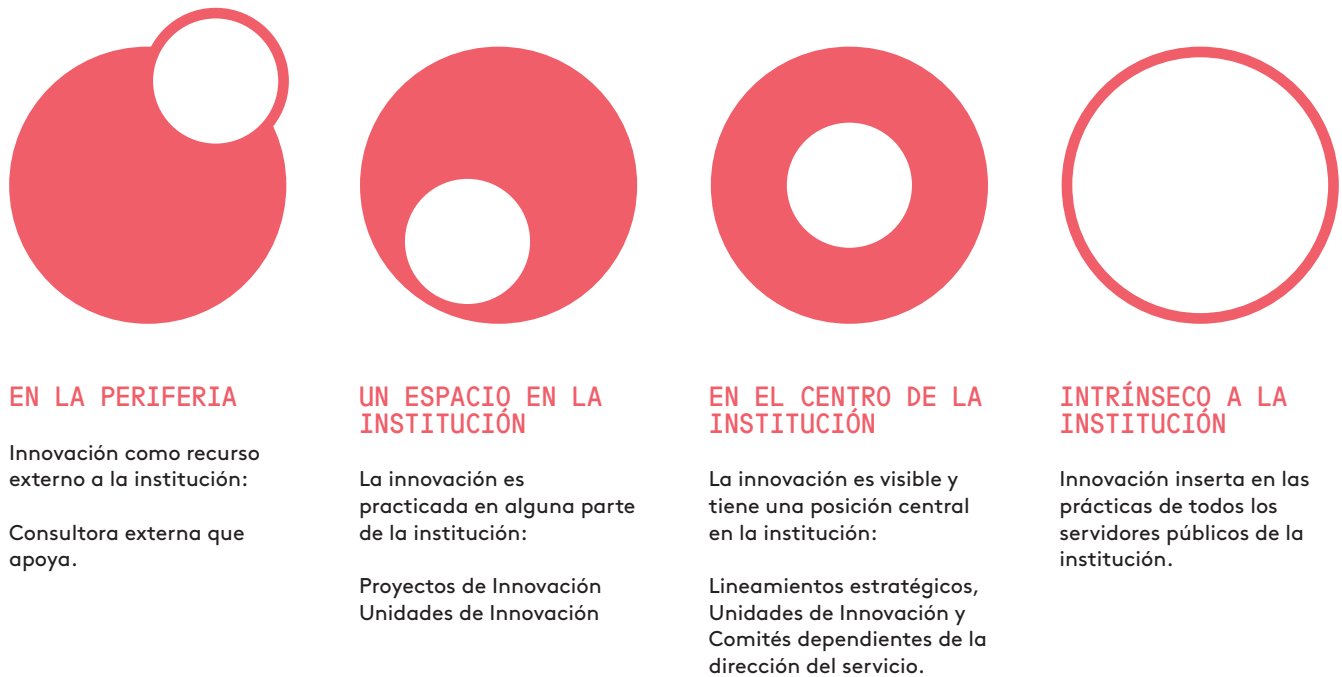 EN LA PERIFERIA
Innovación como recurso
externo a la institución:
Consultora externa que
apoya.
UN ESPACIO EN LA
INSTITUCIÓN
La innovación es
practicada en alguna parte
de la institución:
Proyectos de Innovación
Unidades de Innovación
EN EL CENTRO DE LA
INSTITUCIÓN
La innovación es visible y
tiene una posición central
en la institución:
Lineamientos estratégicos,
Unidades de Innovación y
Comités dependientes de la
dirección del servicio.
INTRÍNSECO A LA
INSTITUCIÓN
Innovación inserta en las
prácticas de todos los
servidores públicos de la
institución.